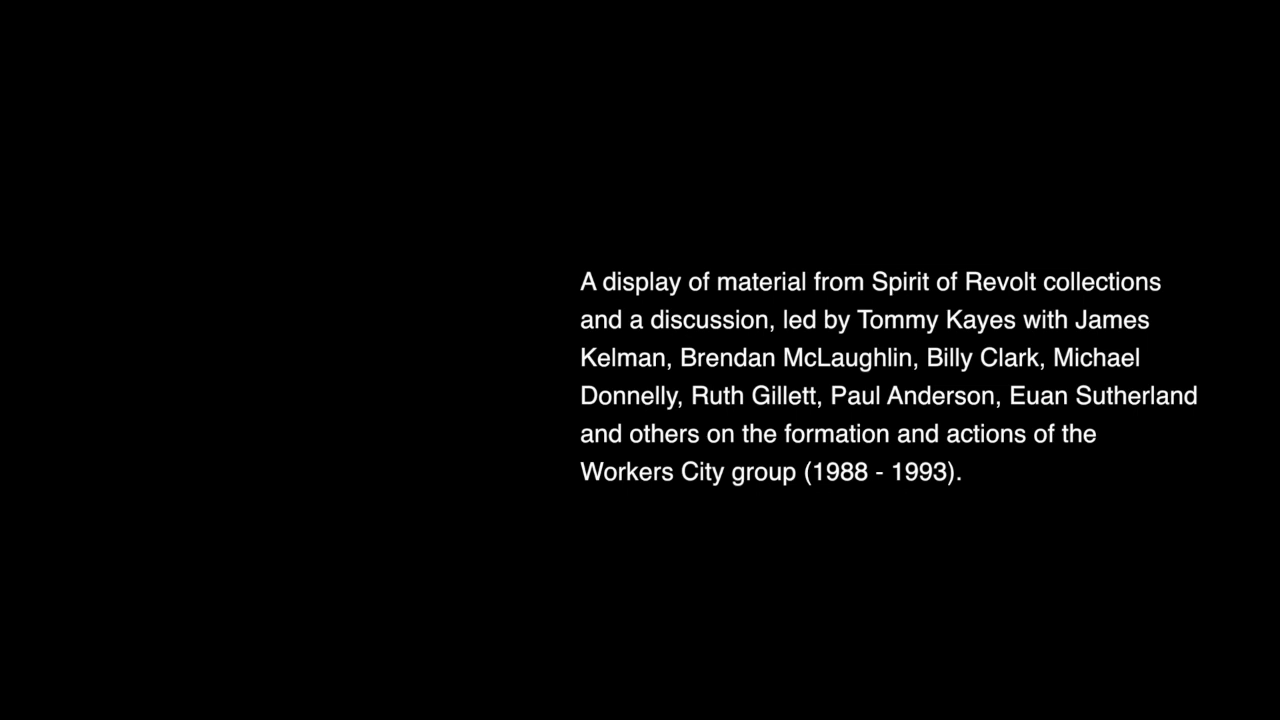 A display of material from Spirit of Revolt collections
and a discussion, led by Tommy Kayes with James
Kelman, Brendan McLaughlin, Billy Clark, Michael
Donnelly, Ruth Gillett, Paul Anderson, Euan Sutherland
and others on the formation and actions of the
Workers City group (1988 - 1993).